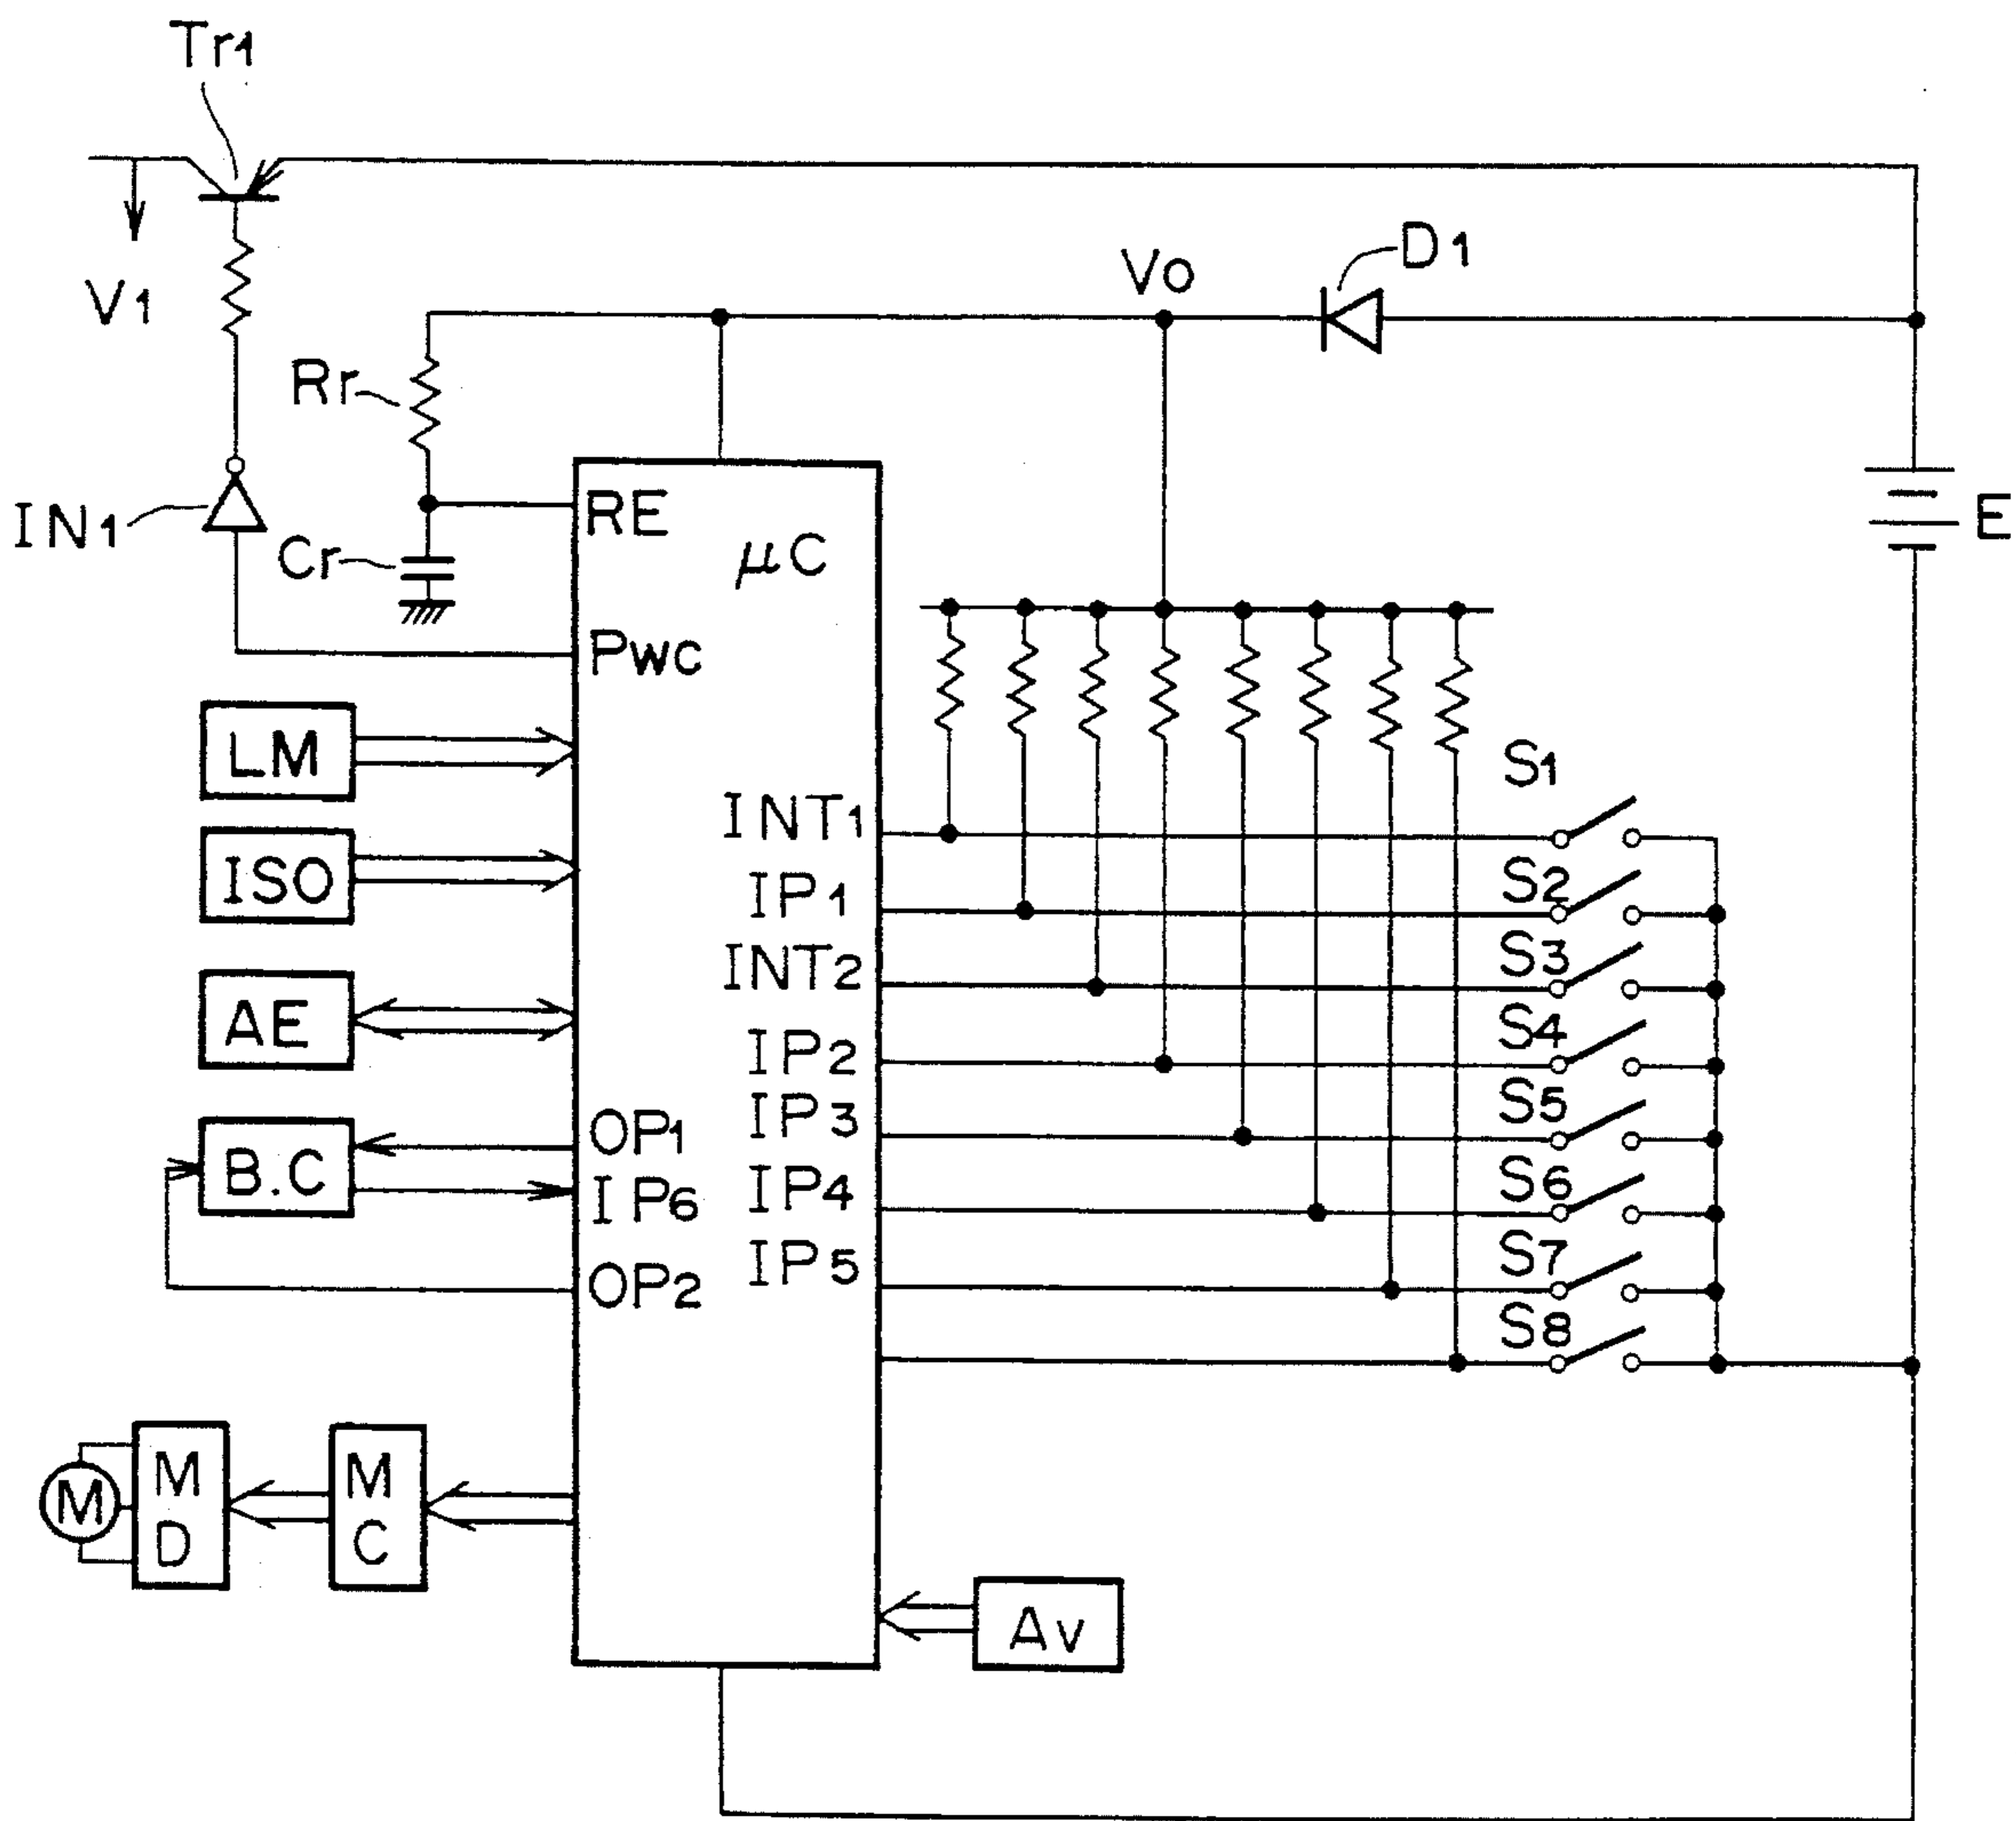 Tr1
V1
Vo
D1
Rr
IN1
Cr
RE
μC
E
Pwc
LM
ISO
AE
B.C
OP1
IP6
OP2
INT1
IP1
INT2
IP2
IP3
IP4
IP5
S1
S2
S3
S4
S5
S6
S7
S8
M
MD
MC
Av